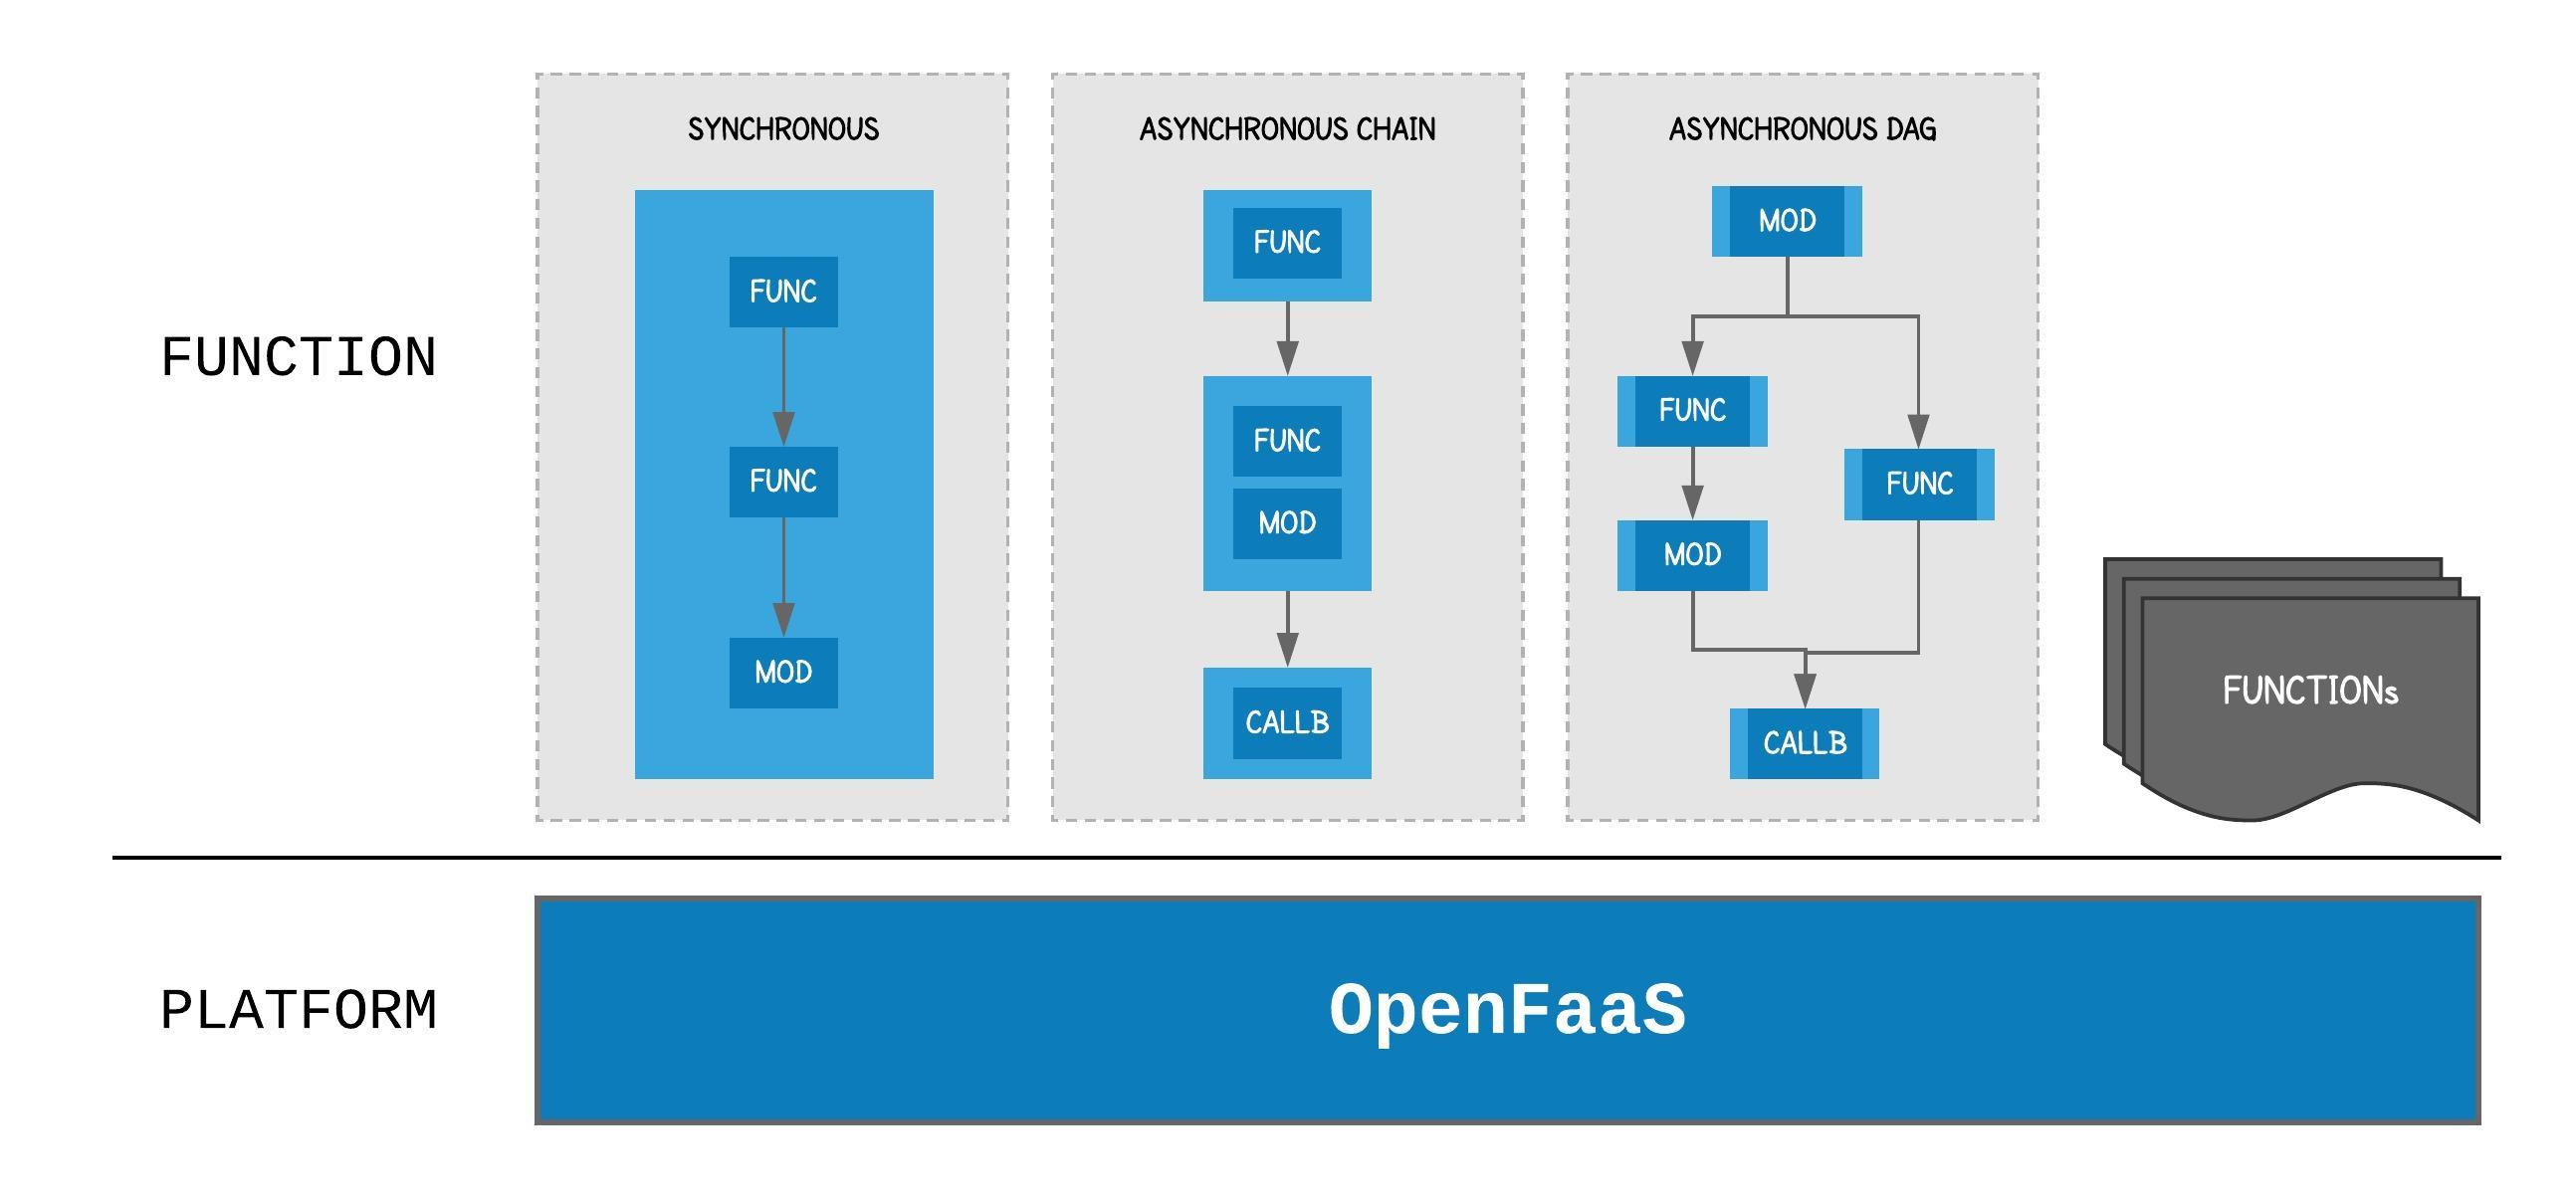 FUNCTION
SYNCHRONOUS
FUNC
FUNC
MOD
ASYNCHRONOUS CHAIN
FUNC
FUNC
MOD
CALLB
ASYNCHRONOUS DAG
MOD
FUNC
FUNC
MOD
CALLB
FUNCTIONs
PLATFORM
OpenFaaS